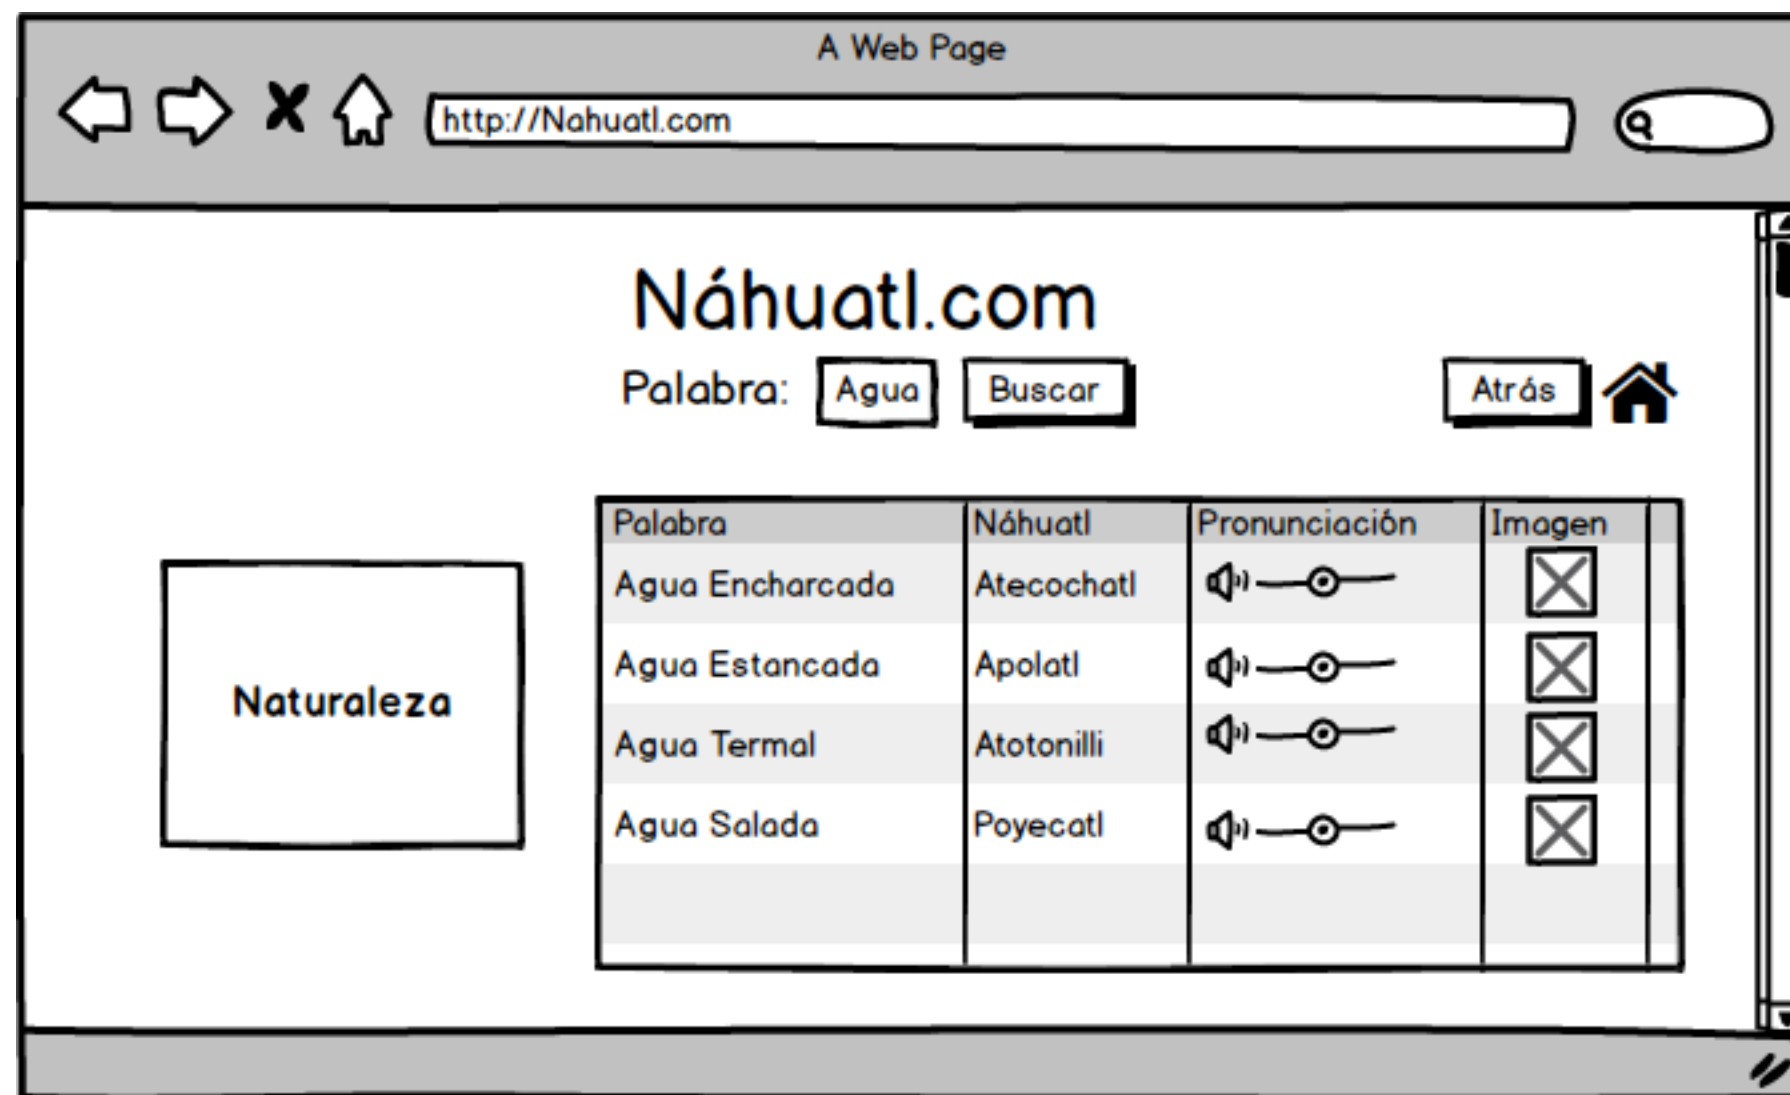 A Web Page
http://Nahuatl.com
Náhuatl.com
Palabra: Agua Buscar Atrás
Naturaleza
Palabra Náhuatl Pronunciación Imagen
Agua Encharcada Atecochatl
Agua Estancada Apolatl
Agua Termal Atotonilli
Agua Salada Poyecatl